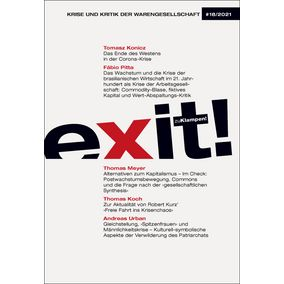 KRISE UND KRITIK DER WARENGESELLSCHAFT #18/2021
Tomasz Konicz
Das Ende des Westens
in der Corona-Krise
Fábio Pitta
Das Wachstum und die Krise der
brasilianischen Wirtschaft im 21. Jahr-
hundert als Krise der Arbeitsgesell-
schaft: Commodity-Blase, fiktives
Kapital und Wert-Abspaltungs-Kritik
zuKlampen!
exit!
Thomas Meyer
Alternativen zum Kapitalismus – Im Check:
Postwachstumsbewegung, Commons
und die Frage nach der ›gesellschaftlichen
Synthesis‹
Thomas Koch
Zur Aktualität von Robert Kurz'
›Freie Fahrt ins Krisenchaos‹
Andreas Urban
Gleichstellung, ›Spitzenfrauen‹ und
Männlichkeitskrise – Kulturell-symbolische
Aspekte der Verwilderung des Patriarchats